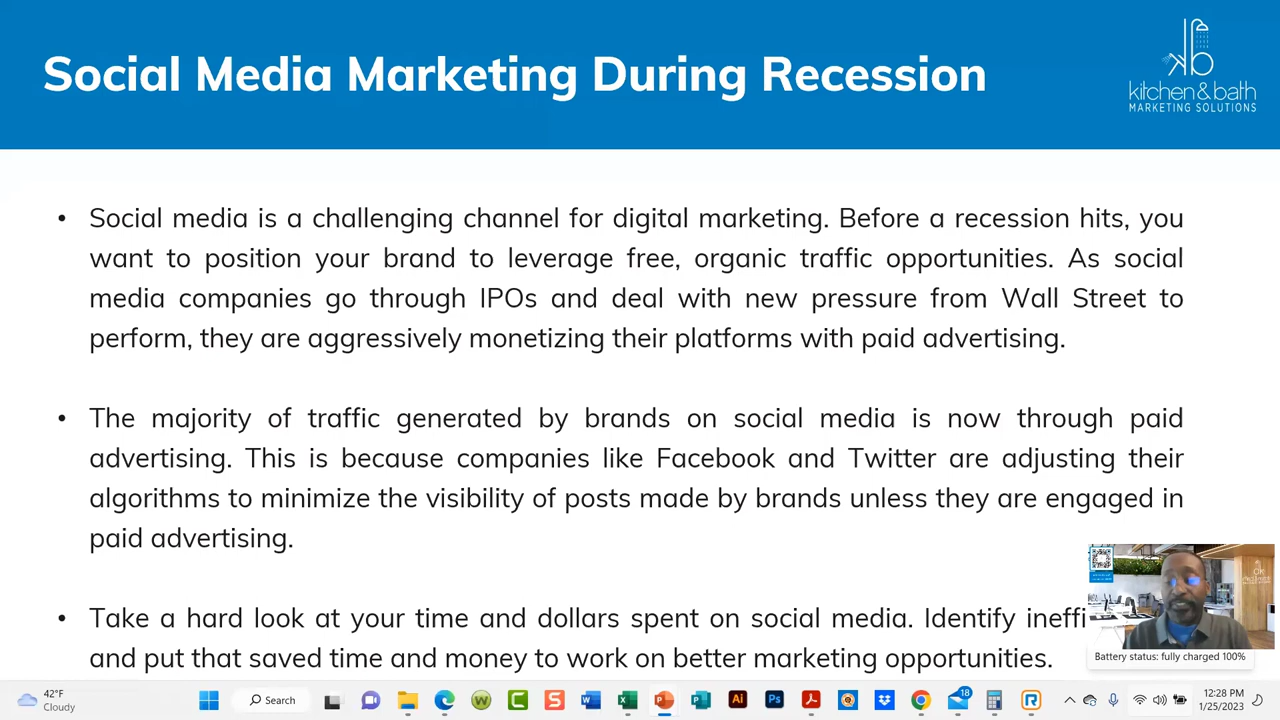 Social Media Marketing During Recession
kb
kitchen & bath
MARKETING SOLUTIONS
• Social media is a challenging channel for digital marketing. Before a recession hits, you
want to position your brand to leverage free, organic traffic opportunities. As social
media companies go through IPOs and deal with new pressure from Wall Street to
perform, they are aggressively monetizing their platforms with paid advertising.
• The majority of traffic generated by brands on social media is now through paid
advertising. This is because companies like Facebook and Twitter are adjusting their
algorithms to minimize the visibility of posts made by brands unless they are engaged in
paid advertising.
• Take a hard look at your time and dollars spent on social media. Identify
and put that saved time and money to work on better marketing opportunities.
Battery status: fully charged 100%
42°F
Cloudy
Search
18
12:28 PM
1/25/2023